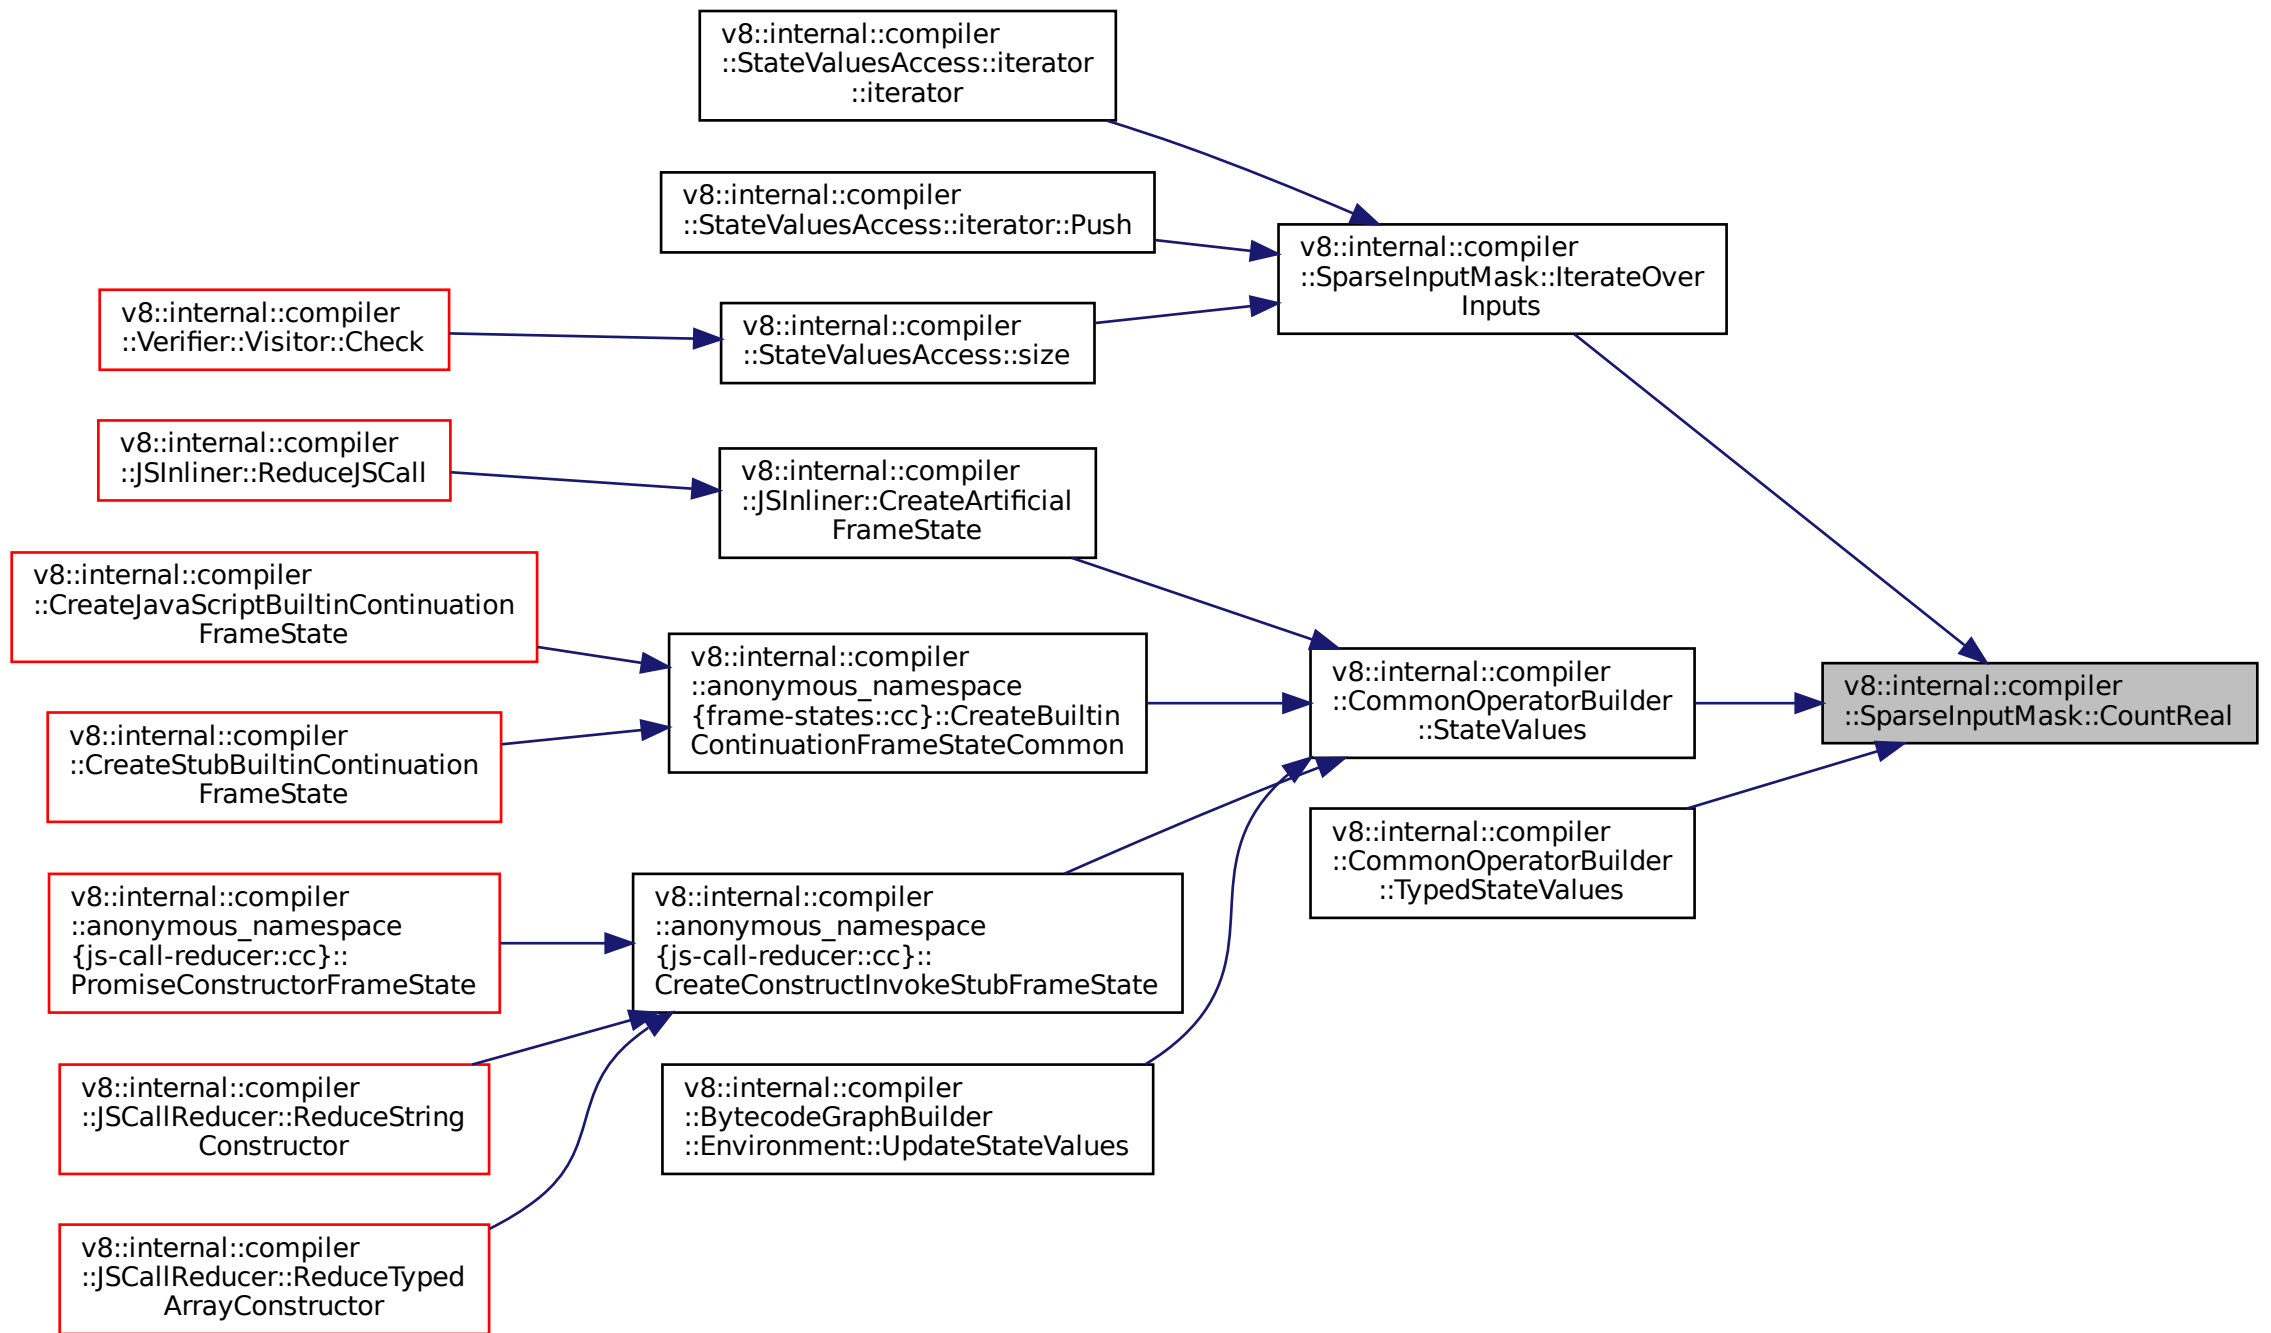 v8::internal::compiler
::StateValuesAccess::iterator
::iterator
v8::internal::compiler
::StateValuesAccess::iterator::Push
v8::internal::compiler
::SparseInputMask::IterateOver
Inputs
v8::internal::compiler
::Verifier::Visitor::Check
v8::internal::compiler
::StateValuesAccess::size
v8::internal::compiler
::JSInliner::ReduceJSCall
v8::internal::compiler
::JSInliner::CreateArtificial
FrameState
v8::internal::compiler
::CreateJavaScriptBuiltinContinuation
FrameState
v8::internal::compiler
::anonymous_namespace
{frame-states::cc}::CreateBuiltin
ContinuationFrameStateCommon
v8::internal::compiler
::CommonOperatorBuilder
::StateValues
v8::internal::compiler
::SparseInputMask::CountReal
v8::internal::compiler
::CreateStubBuiltinContinuation
FrameState
v8::internal::compiler
::CommonOperatorBuilder
::TypedStateValues
v8::internal::compiler
::anonymous_namespace
{js-call-reducer::cc}::
PromiseConstructorFrameState
v8::internal::compiler
::anonymous_namespace
{js-call-reducer::cc}::
CreateConstructInvokeStubFrameState
v8::internal::compiler
::JSCallReducer::ReduceString
Constructor
v8::internal::compiler
::BytecodeGraphBuilder
::Environment::UpdateStateValues
v8::internal::compiler
::JSCallReducer::ReduceTyped
ArrayConstructor